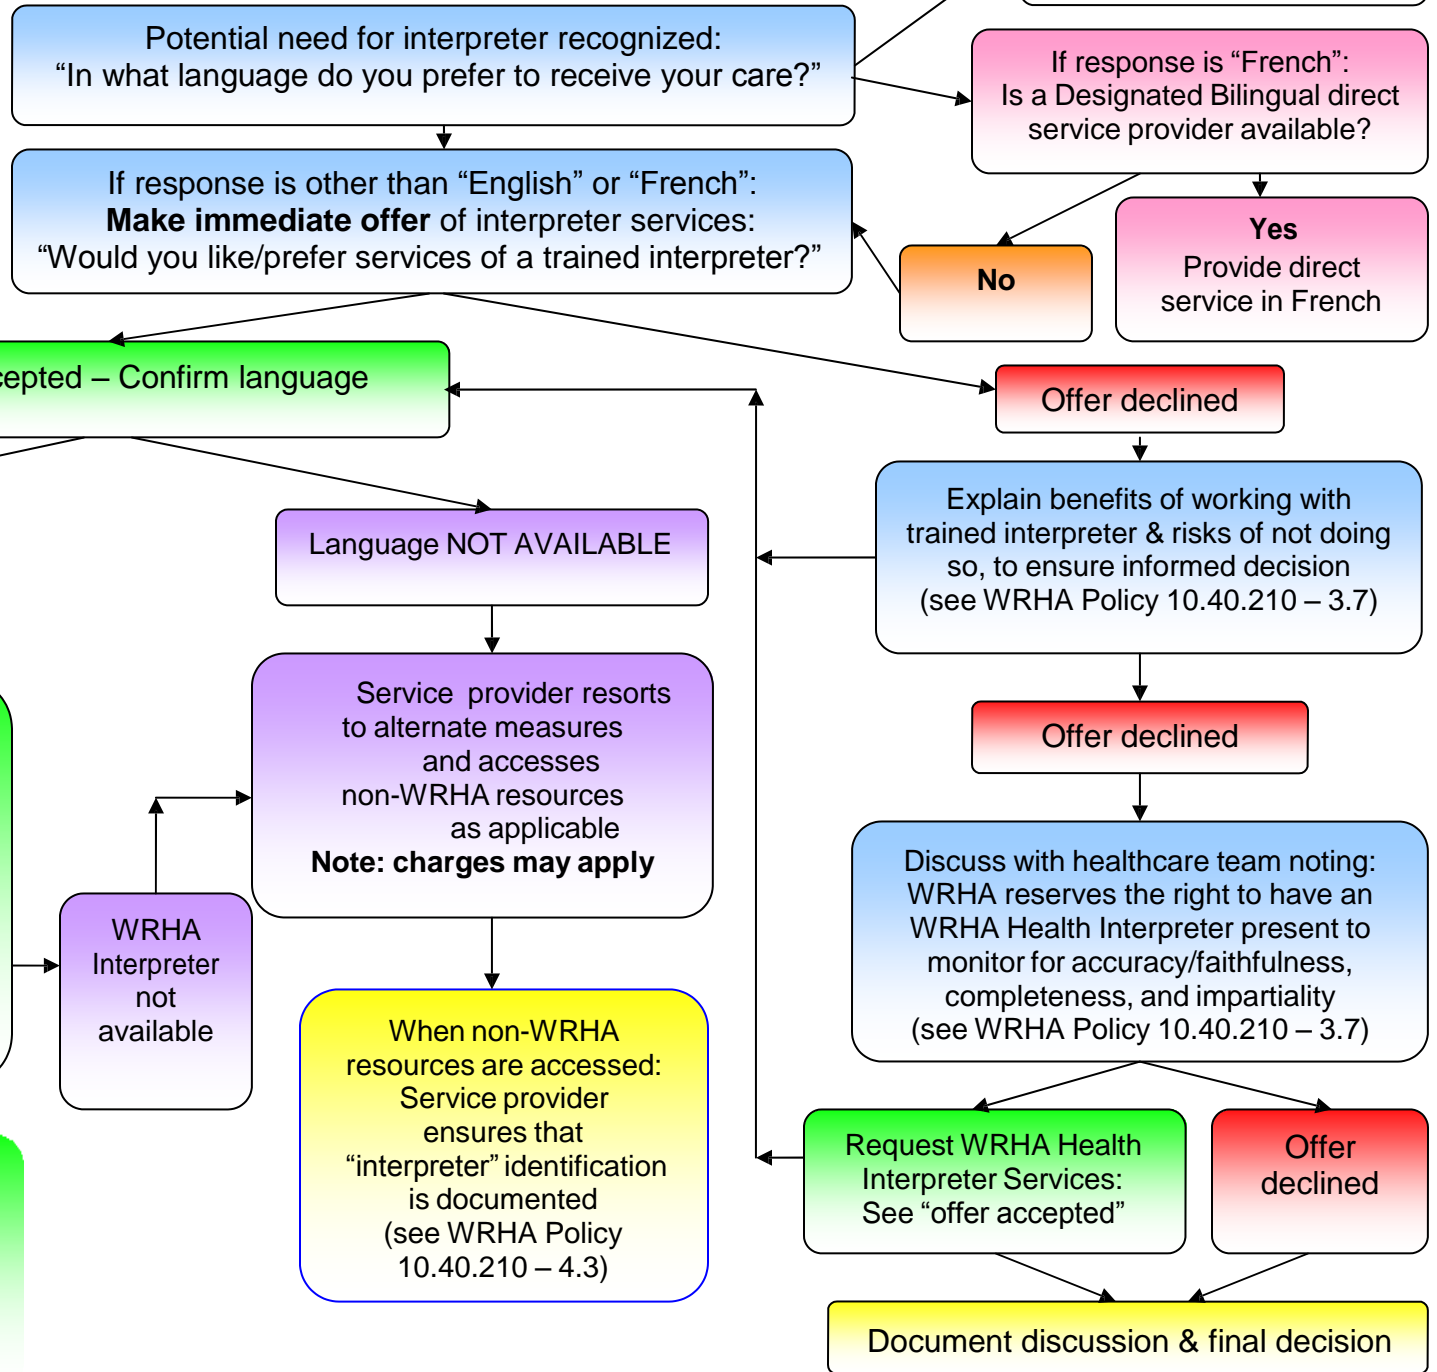 Potential need for interpreter recognized:
“In what language do you prefer to receive your care?”
If response is “French”:
Is a Designated Bilingual direct
service provider available?
If response is other than “English” or “French”:
Make immediate offer of interpreter services:
“Would you like/prefer services of a trained interpreter?”
No
Yes
Provide direct
service in French
cepted – Confirm language
Offer declined
Language NOT AVAILABLE
Explain benefits of working with
trained interpreter & risks of not doing
so, to ensure informed decision
(see WRHA Policy 10.40.210 – 3.7)
Service provider resorts
to alternate measures
and accesses
non-WRHA resources
as applicable
Note: charges may apply
Offer declined
WRHA
Interpreter
not
available
Discuss with healthcare team noting:
WRHA reserves the right to have an
WRHA Health Interpreter present to
monitor for accuracy/faithfulness,
completeness, and impartiality
(see WRHA Policy 10.40.210 – 3.7)
When non-WRHA
resources are accessed:
Service provider
ensures that
“interpreter” identification
is documented
(see WRHA Policy
10.40.210 – 4.3)
Request WRHA Health
Interpreter Services:
See “offer accepted”
Offer
declined
Document discussion & final decision